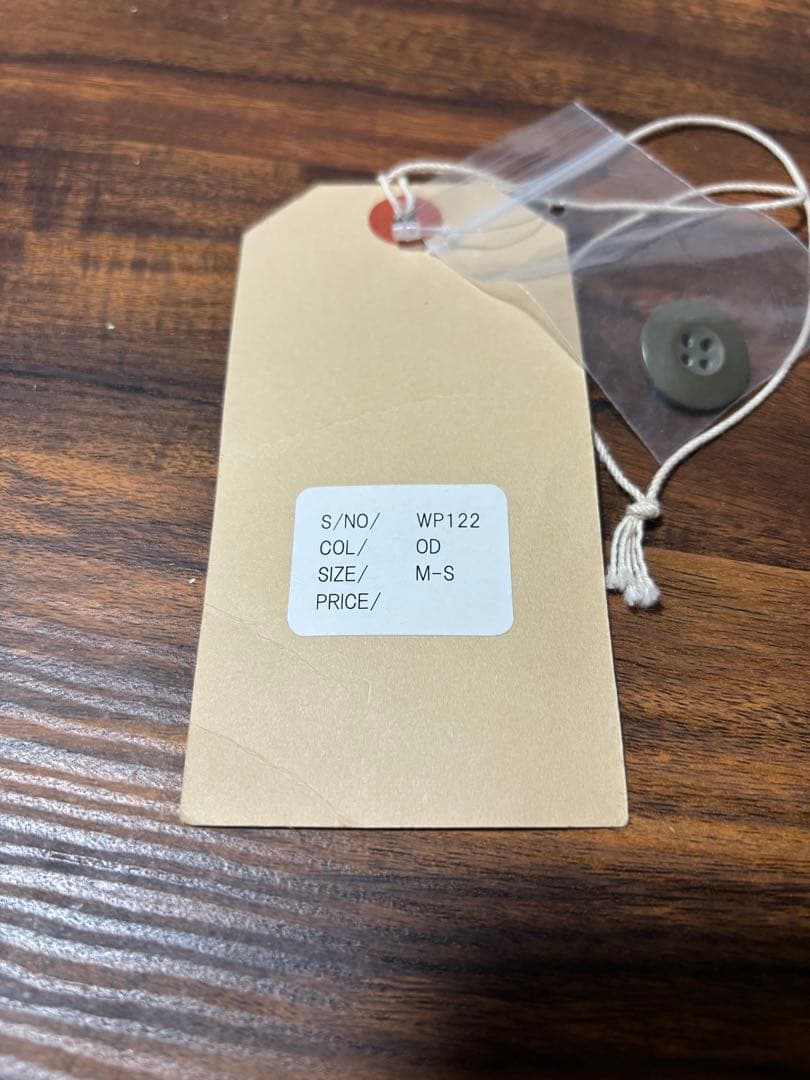 S/NO/ WP122
COL/ OD
SIZE/ M-S
PRICE/